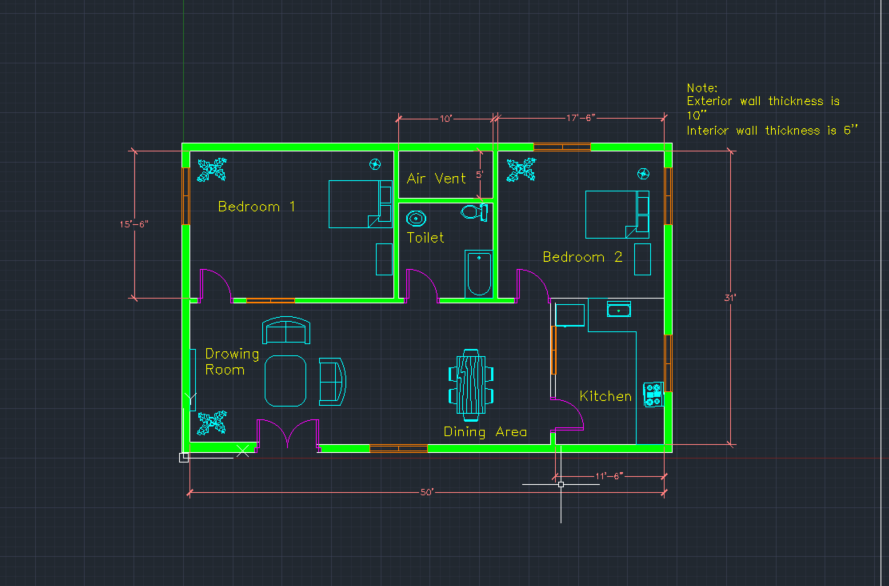 Note:
Exterior wall thickness is
10"
Interior wall thickness is 5"
10'
17'-6"
Air Vent
5'
Bedroom 1
15'-6"
Toilet
Bedroom 2
31'
Drowing
Room
Kitchen
Dining Area
11'-6"
50'